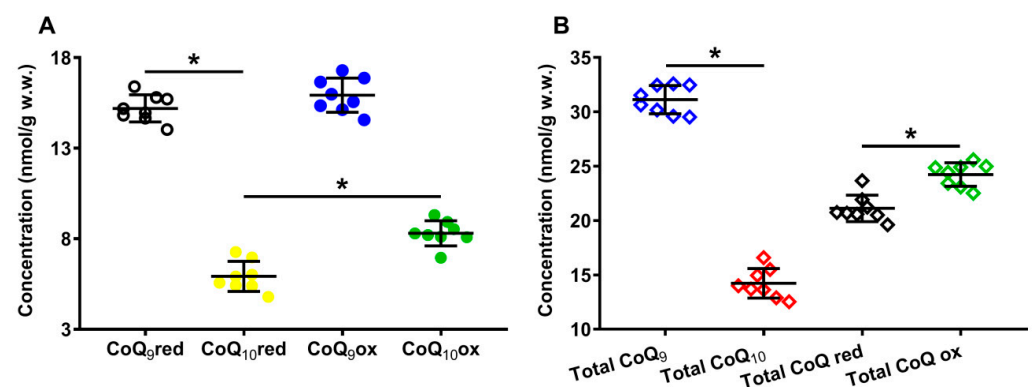 A
Concentration (nmol/g w.w.)
18
13
8
3
*
*
CoQ₉red CoQ₁₀red CoQ₉ox CoQ₁₀ox
B
Concentration (nmol/g w.w.)
35
30
25
20
15
10
*
*
Total CoQ₉ Total CoQ₁₀ Total CoQ red Total CoQ ox